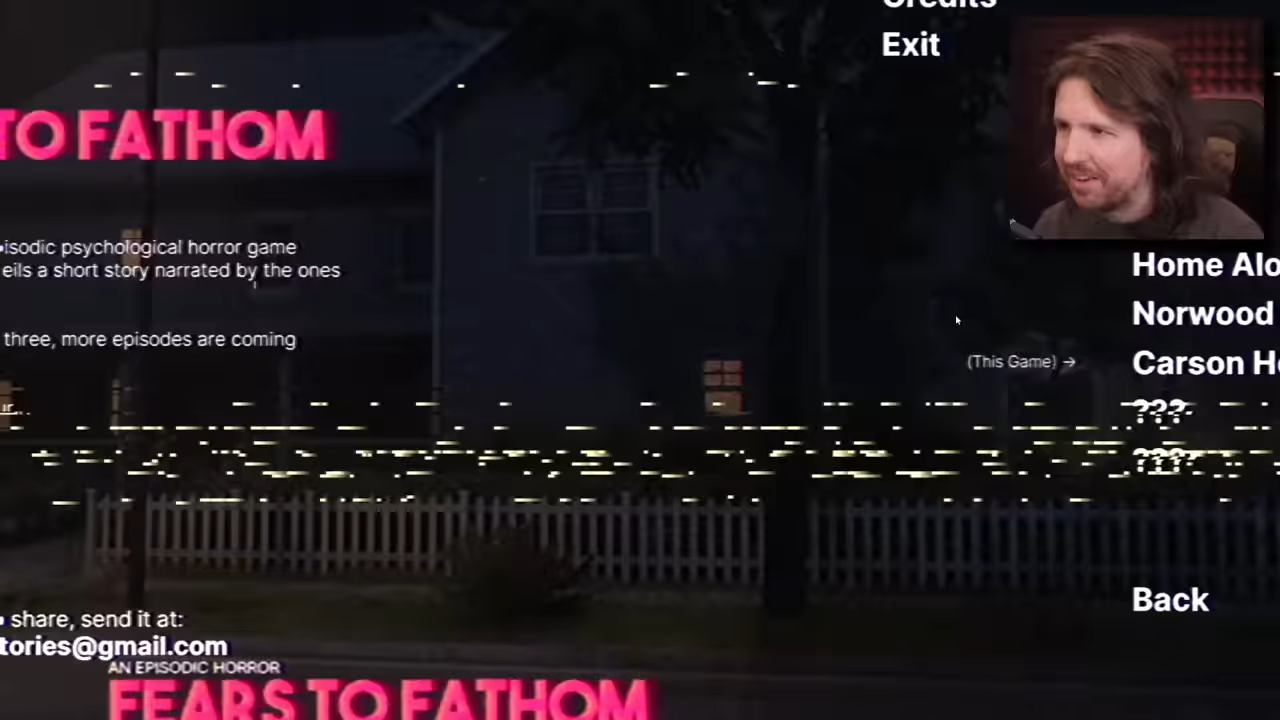 Credits
Exit
TO FATHOM
isodic psychological horror game
eils a short story narrated by the ones
three, more episodes are coming
Home Alo
Norwood
(This Game) →
Carson Ho
???
????
Back
share, send it at:
tories@gmail.com
AN EPISODIC HORROR
FEARS TO FATHOM